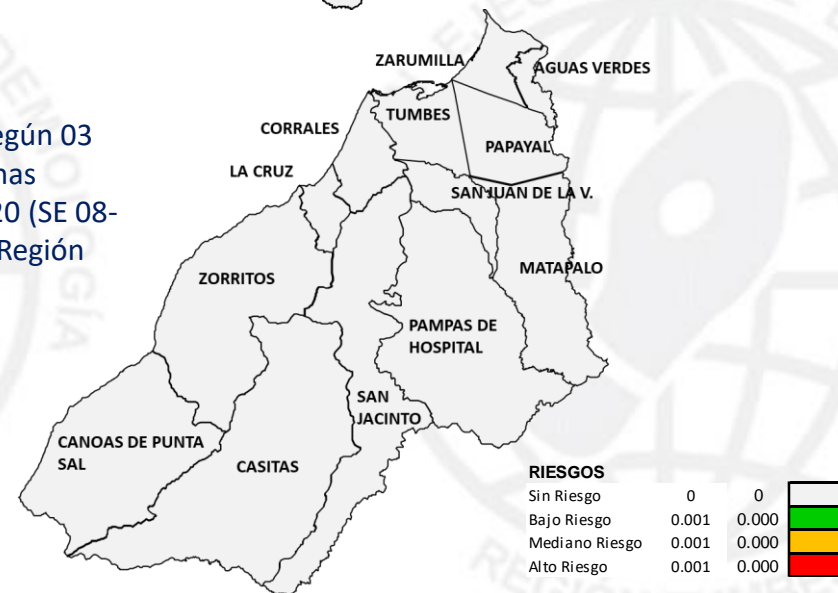 ZARUMILLA
AGUAS VERDES
TUMBES
CORRALES
PAPAYAL
LA CRUZ
SAN JUAN DE LA V.
ZORRITOS
MATAPALO
PAMPAS DE
HOSPITAL
SAN
JACINTO
CANOAS DE PUNTA
SAL
CASITAS
egún 03
nas
20 (SE 08-
Región
RIESGOS
Sin Riesgo 0 0
Bajo Riesgo 0.001 0.000
Mediano Riesgo 0.001 0.000
Alto Riesgo 0.001 0.000